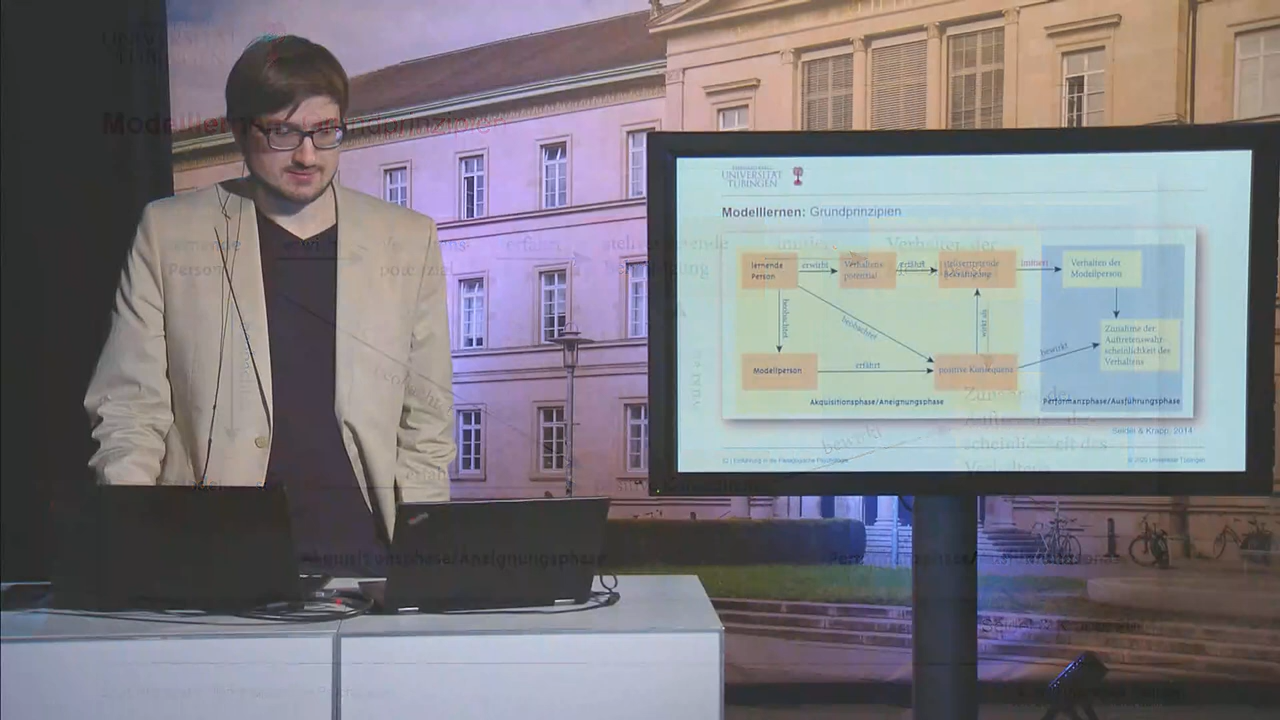 UNIVERSITÄT
TÜBINGEN
Modelllernen: Grundprinzipien
lernende
Person
erwirbt
Verhaltens-
potential
erfährt
stellvertretende
Bekräftigung
imitiert
Verhalten der
Modellperson
beobachtet
beobachtet
wirkt als
Zunahme der
Auftretenswahr-
scheinlichkeit des
Verhaltens
bewirkt
Modellperson
erfährt
positive Konsequenz
Akquisitionsphase/Aneignungsphase
Performanzphase/Ausführungsphase
Seidel & Krapp, 2014
| Einführung in die Pädagogische Psychologie
© 2020 Universität Tübingen